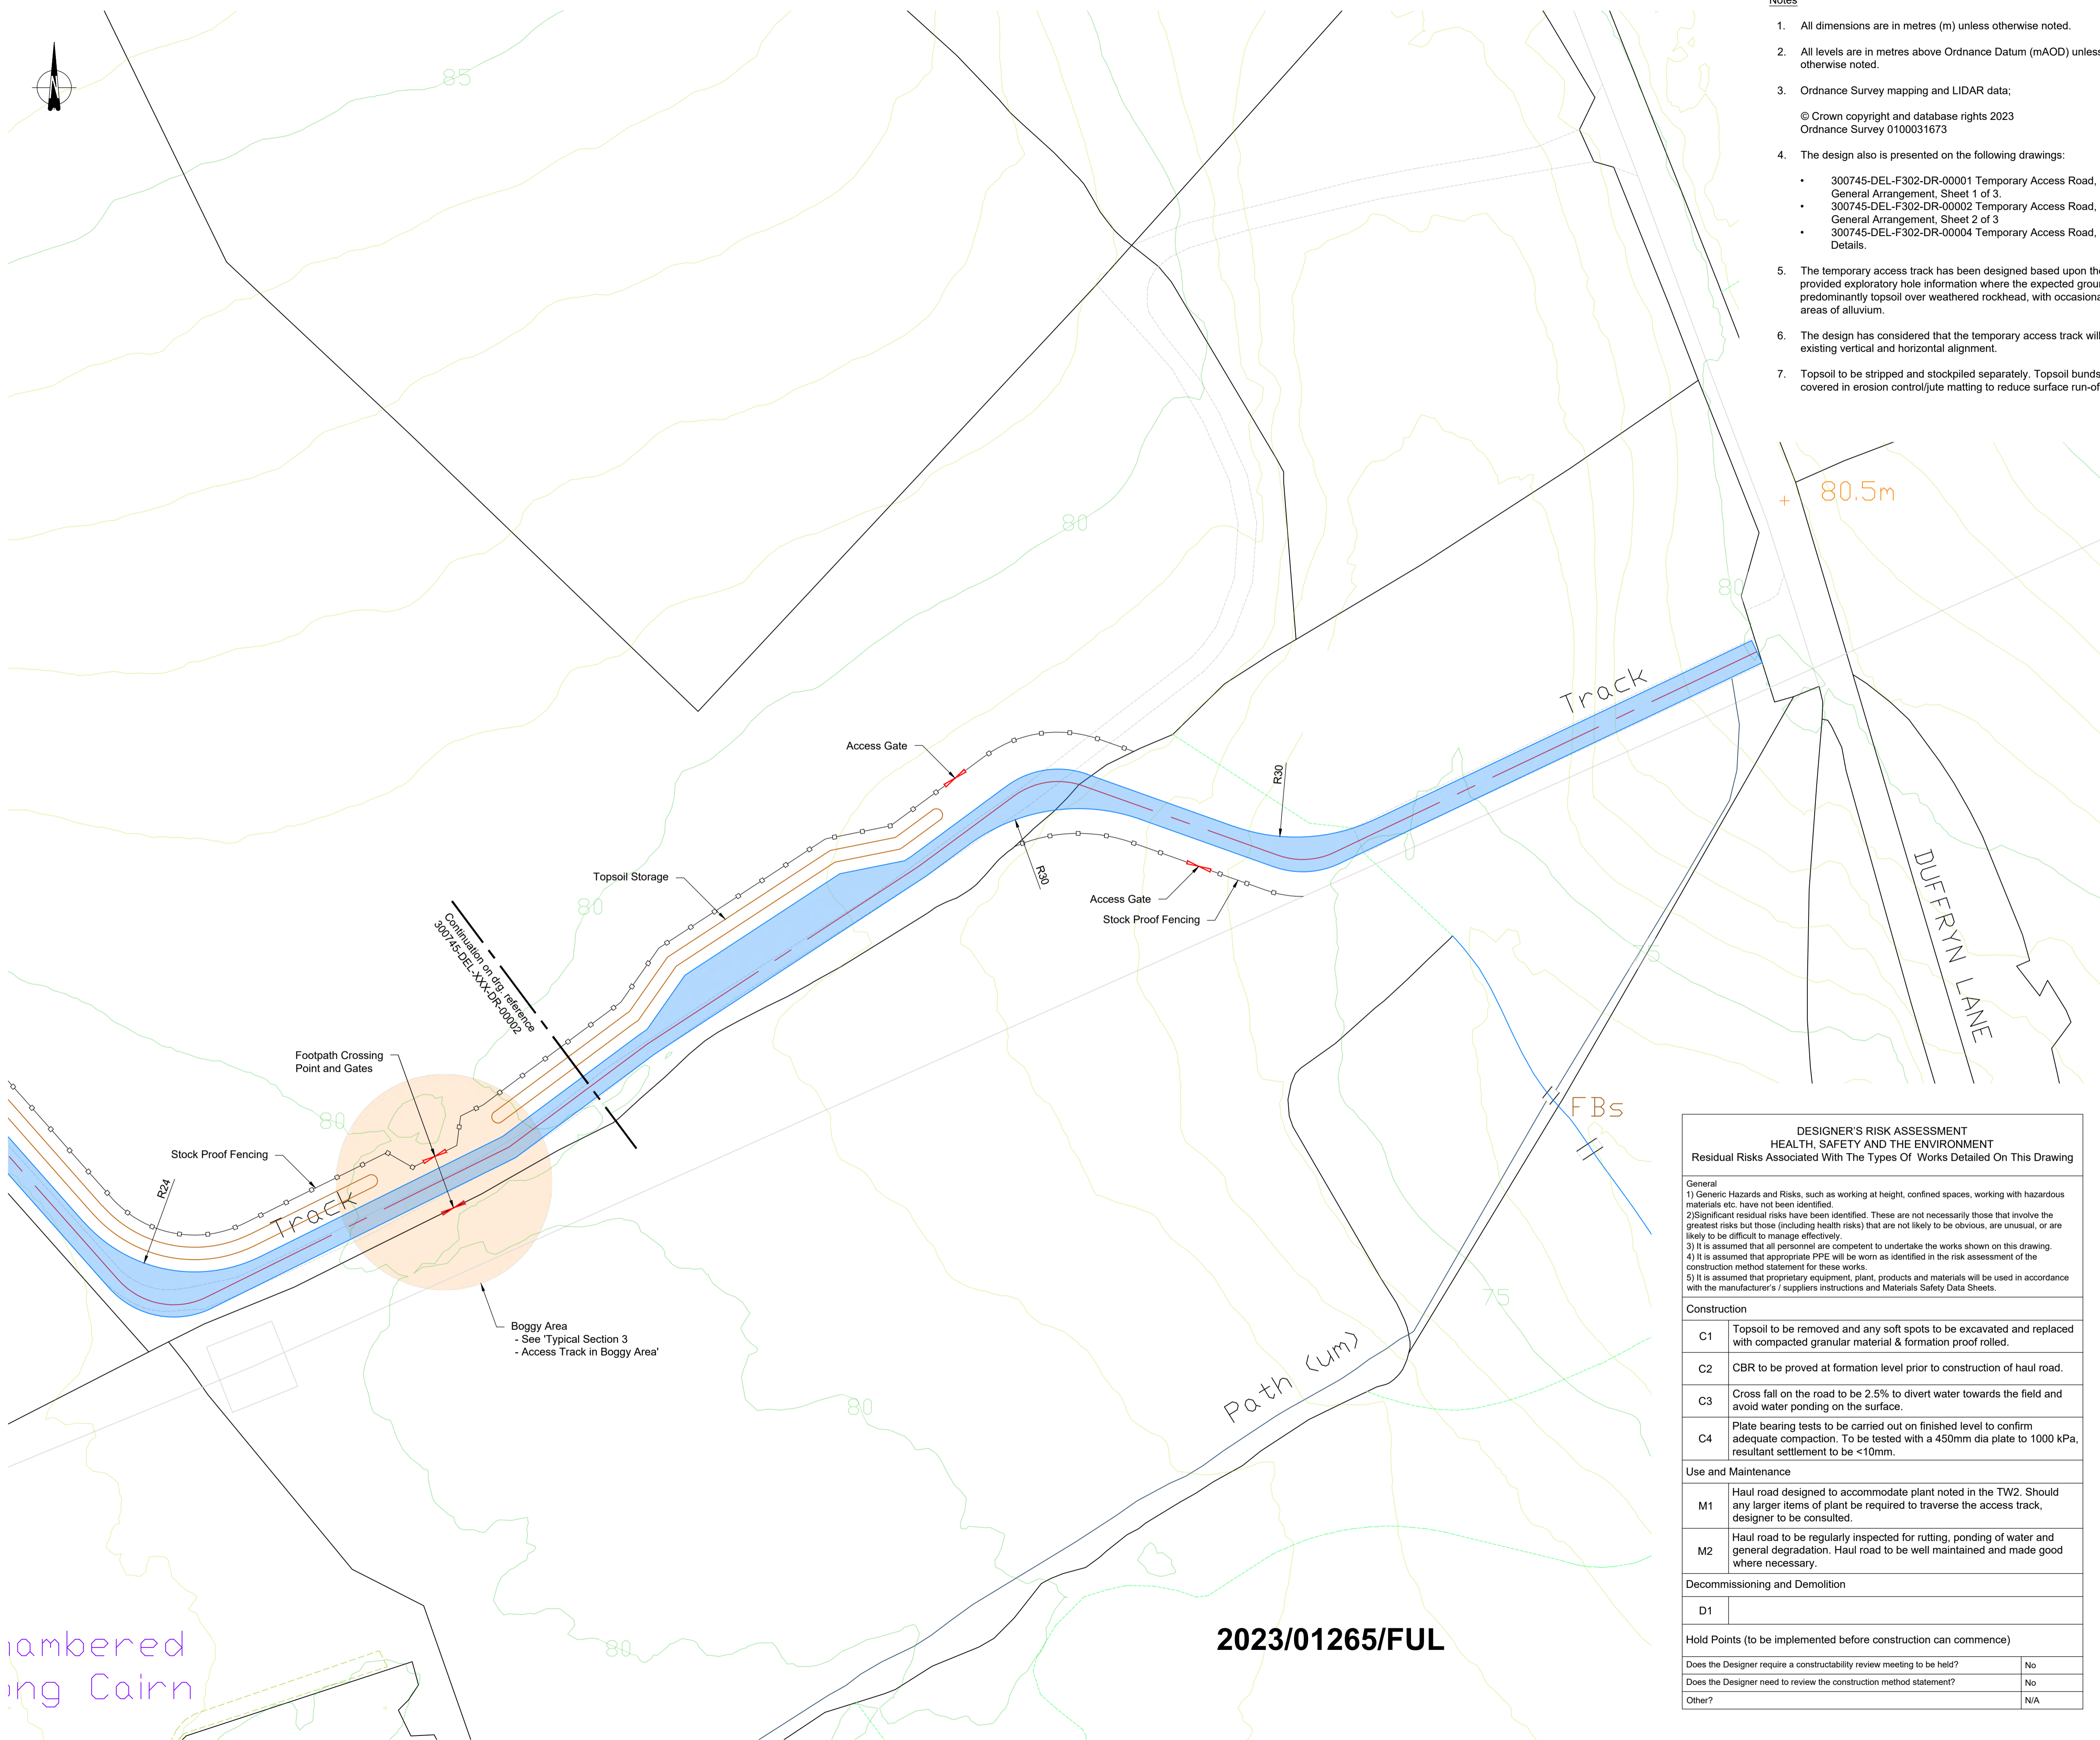 Notes
1. All dimensions are in metres (m) unless otherwise noted.
2. All levels are in metres above Ordnance Datum (mAOD) unless
otherwise noted.
3. Ordnance Survey mapping and LIDAR data;
© Crown copyright and database rights 2023
Ordnance Survey 0100031673
4. The design also is presented on the following drawings:
• 300745-DEL-F302-DR-00001 Temporary Access Road,
General Arrangement, Sheet 1 of 3.
• 300745-DEL-F302-DR-00002 Temporary Access Road,
General Arrangement, Sheet 2 of 3
• 300745-DEL-F302-DR-00004 Temporary Access Road,
Details.
5. The temporary access track has been designed based upon the
provided exploratory hole information where the expected
predominantly topsoil over weathered rockhead, with
areas of alluvium.
6. The design has considered that the temporary access track will
existing vertical and horizontal alignment.
7. Topsoil to be stripped and stockpiled separately. Topsoil bunds
covered in erosion control/jute matting to reduce surface
N
85
80
80.5m
80
Track
Access Gate
R30
R30
Topsoil Storage
80
Access Gate
Stock Proof Fencing
DUFFRYN LANE
75
Continuation on drg. reference
300745-DEL-XXX-DR-00002
Footpath Crossing
Point and Gates
80
FBs
Stock Proof Fencing
R24
Track
Boggy Area
- See 'Typical Section 3
- Access Track in Boggy Area'
75
Path (um)
80
80
2023/01265/FUL
Cairn
DESIGNER'S RISK ASSESSMENT
HEALTH, SAFETY AND THE ENVIRONMENT
Residual Risks Associated With The Types Of Works Detailed On This Drawing
General
1) Generic Hazards and Risks, such as working at height, confined spaces, working with hazardous
materials etc. have not been identified.
2)Significant residual risks have been identified. These are not necessarily those that involve the
greatest risks but those (including health risks) that are not likely to be obvious, are unusual, or are
likely to be difficult to manage effectively.
3) It is assumed that all personnel are competent to undertake the works shown on this drawing.
4) It is assumed that appropriate PPE will be worn as identified in the risk assessment of the
construction method statement for these works.
5) It is assumed that proprietary equipment, plant, products and materials will be used in accordance
with the manufacturer's / suppliers instructions and Materials Safety Data Sheets.
Construction
C1 Topsoil to be removed and any soft spots to be excavated and replaced
with compacted granular material & formation proof rolled.
C2 CBR to be proved at formation level prior to construction of haul road.
C3 Cross fall on the road to be 2.5% to divert water towards the field and
avoid water ponding on the surface.
C4 Plate bearing tests to be carried out on finished level to confirm
adequate compaction. To be tested with a 450mm dia plate to 1000 kPa,
resultant settlement to be <10mm.
Use and Maintenance
M1 Haul road designed to accommodate plant noted in the TW2. Should
any larger items of plant be required to traverse the access track,
designer to be consulted.
M2 Haul road to be regularly inspected for rutting, ponding of water and
general degradation. Haul road to be well maintained and made good
where necessary.
Decommissioning and Demolition
D1
Hold Points (to be implemented before construction can commence)
Does the Designer require a constructability review meeting to be held? No
Does the Designer need to review the construction method statement? No
Other? N/A